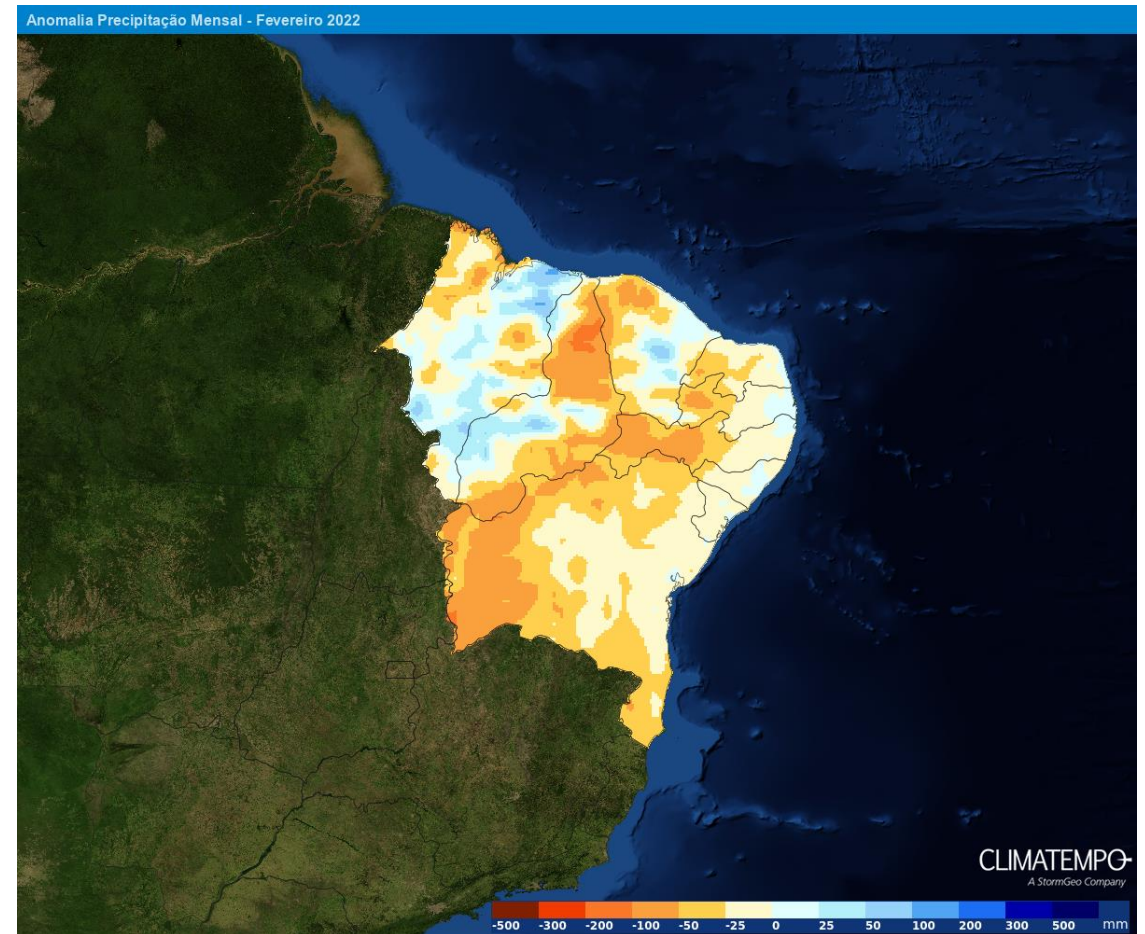 Anomalia Precipitação Mensal - Fevereiro 2022
CLIMATEMPO
A StormGeo Company
-500 -300 -200 -100 -50 -25 0 25 50 100 200 300 500 mm